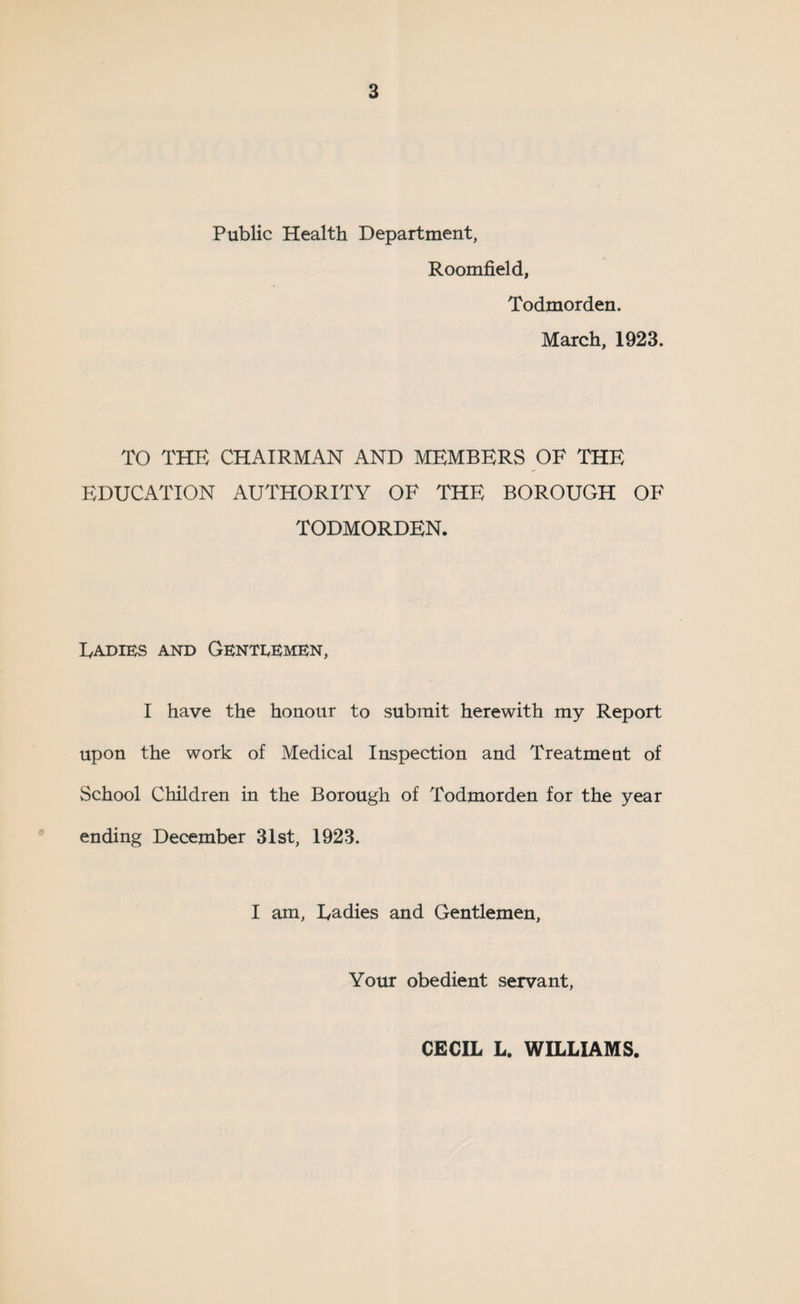 3
Public Health Department,
Roomfield,
Todmorden.
March, 1923.
TO THE CHAIRMAN AND MEMBERS OF THE
EDUCATION AUTHORITY OF THE BOROUGH OF
TODMORDEN.
Ladies and Gentlemen,
I have the honour to submit herewith my Report
upon the work of Medical Inspection and Treatment of
School Children in the Borough of Todmorden for the year
ending December 31st, 1923.
I am, Ladies and Gentlemen,
Your obedient servant,
CECIL L. WILLIAMS.